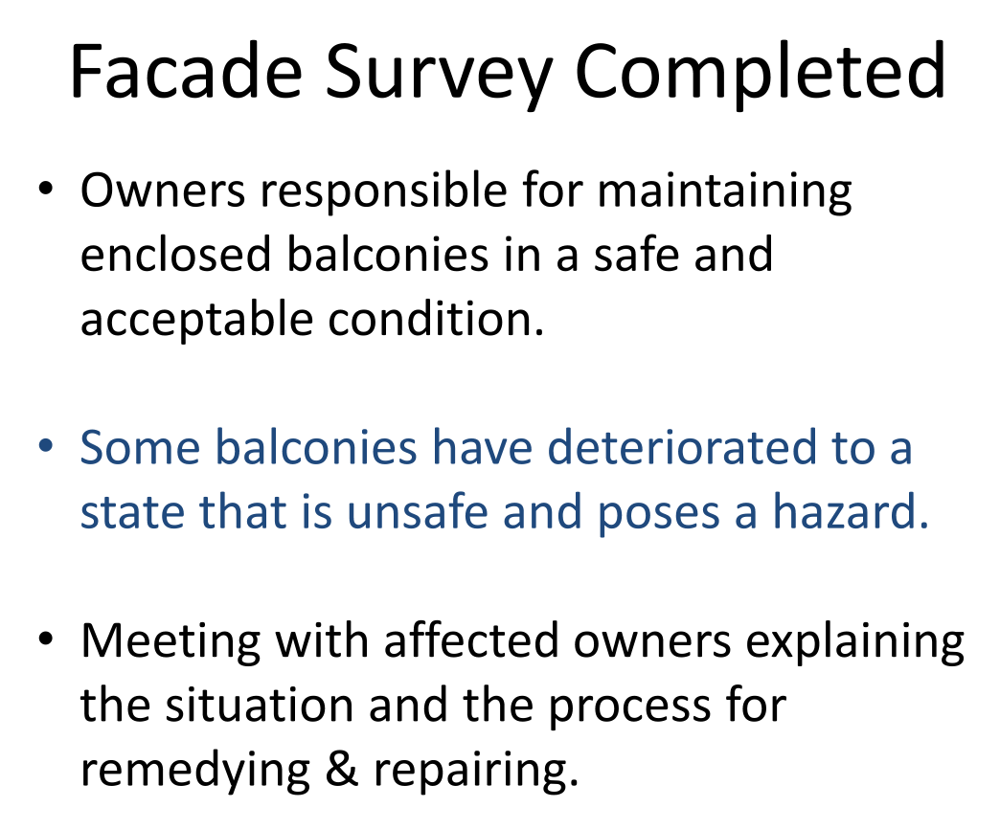 Facade Survey Completed
• Owners responsible for maintaining
enclosed balconies in a safe and
acceptable condition.
• Some balconies have deteriorated to a
state that is unsafe and poses a hazard.
• Meeting with affected owners explaining
the situation and the process for
remedying & repairing.